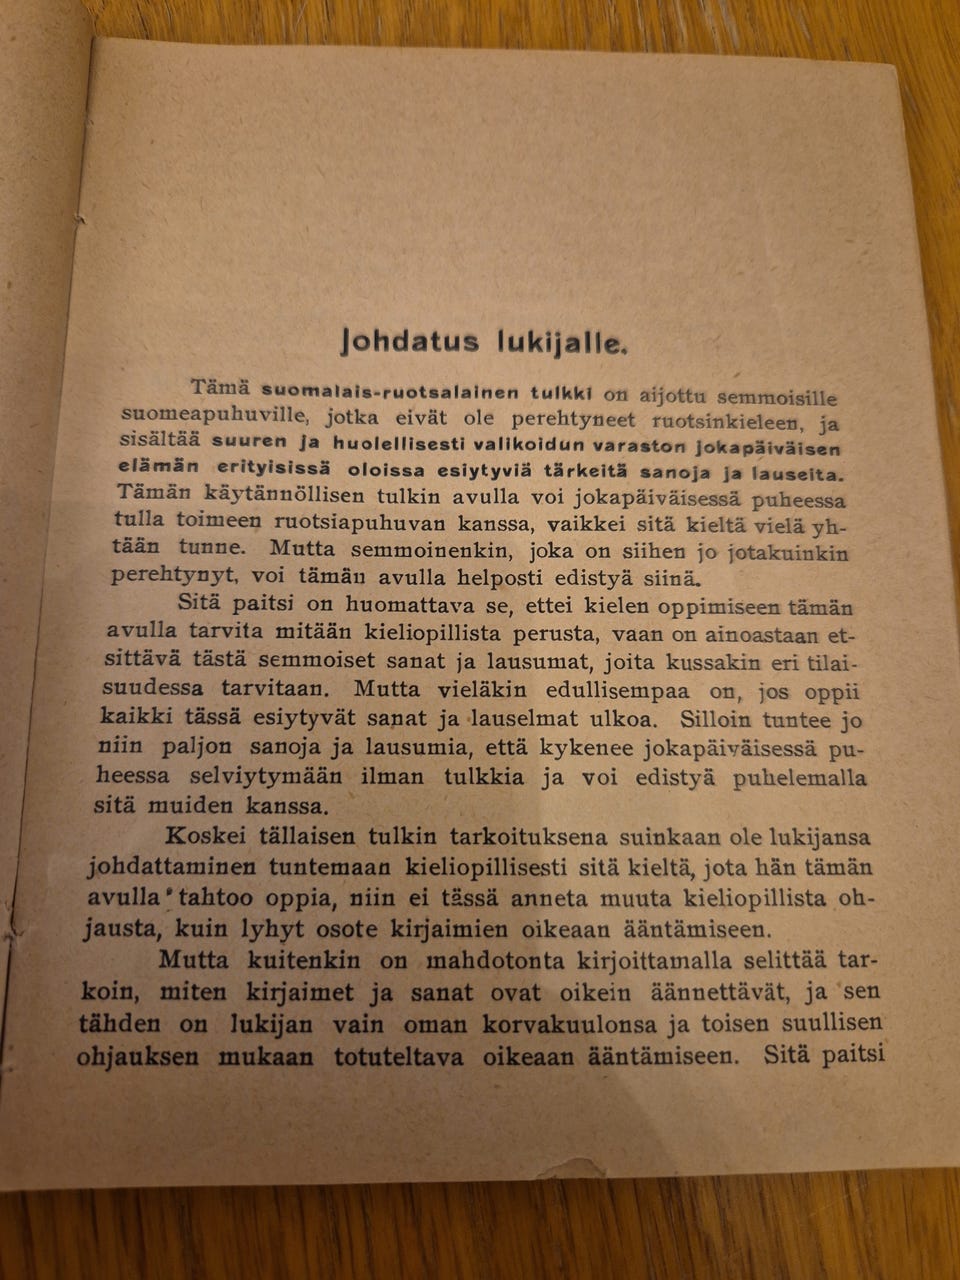 Johdatus lukijalle.
Tämä suomalais-ruotsalainen tulkki on aijottu semmoisille
suomeapuhuville, jotka eivät ole perehtyneet ruotsinkieleen, ja
sisältää suuren ja huolellisesti valikoidun varaston jokapäiväisen
elämän erityisissä oloissa esiytyviä tärkeitä sanoja ja lauseita.
Tämän käytännöllisen tulkin avulla voi jokapäiväisessä puheessa
tulla toimeen ruotsiapuhuvan kanssa, vaikkei sitä kieltä vielä yh-
tään tunne. Mutta semmoinenkin, joka on siihen jo jotakuinkin
perehtynyt, voi tämän avulla helposti edistyä siinä.
Sitä paitsi on huomattava se, ettei kielen oppimiseen tämän
avulla tarvita mitään kieliopillista perusta, vaan on ainoastaan et-
sittävä tästä semmoiset sanat ja lausumat, joita kussakin eri tilai-
suudessa tarvitaan. Mutta vieläkin edullisempaa on, jos oppii
kaikki tässä esiytyvät sanat ja lauselmat ulkoa. Silloin tuntee jo
niin paljon sanoja ja lausumia, että kykenee jokapäiväisessä pu-
heessa selviytymään ilman tulkkia ja voi edistyä puhelemalla
sitä muiden kanssa.
Koskei tällaisen tulkin tarkoituksena suinkaan ole lukijansa
johdattaminen tuntemaan kieliopillisesti sitä kieltä, jota hän tämän
avulla tahtoo oppia, niin ei tässä anneta muuta kieliopillista oh-
jausta, kuin lyhyt osote kirjaimien oikeaan ääntämiseen.
Mutta kuitenkin on mahdotonta kirjoittamalla selittää tar-
koin, miten kirjaimet ja sanat ovat oikein äännettävät, ja sen
tähden on lukijan vain oman korvakuulonsa ja toisen suullisen
ohjauksen mukaan totuteltava oikeaan ääntämiseen. Sitä paitsi